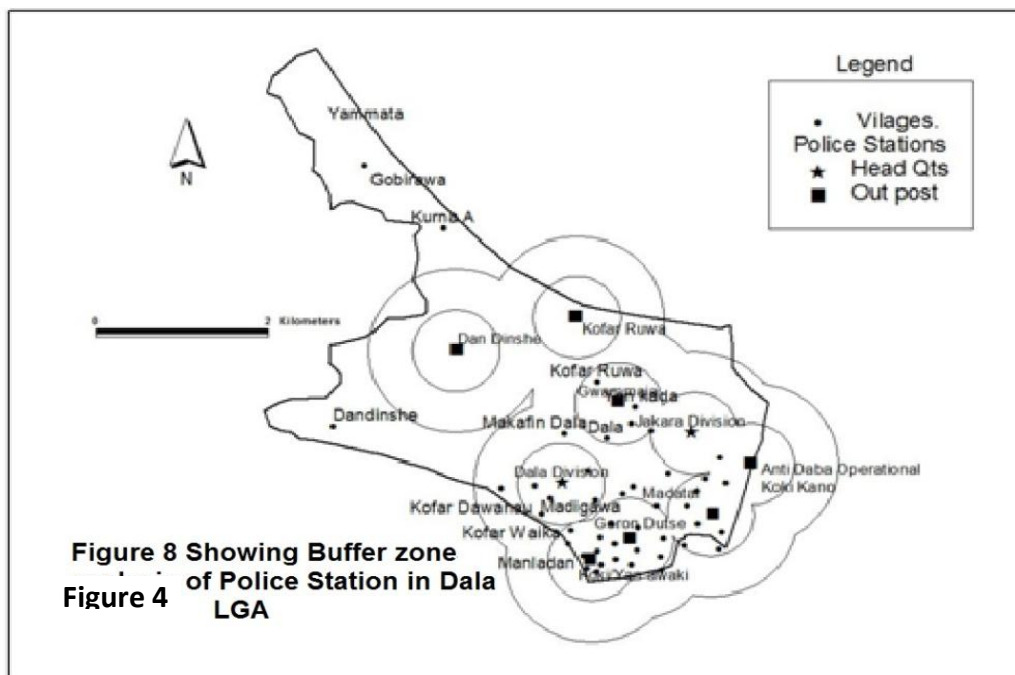 Legend
Vilages.
Police Stations
Head Qts
Out post
Yammata
Gobirawa
Kurna A
N
0 2 Kilometers
Kofar Ruwa
Dan Dinshe
Kofar Ruwa
Yan kada
Dandinshe
Makafin Dala
Dala
Jakara Division
Dala Division
Anti Daba Operational
Koki Kano
Kofar Dawanau
Madigawa
Madatai
Goron Dutse
Kofar Waika
Manladan
Figure 8 Showing Buffer zone
of Police Station in Dala
Figure 4
LGA